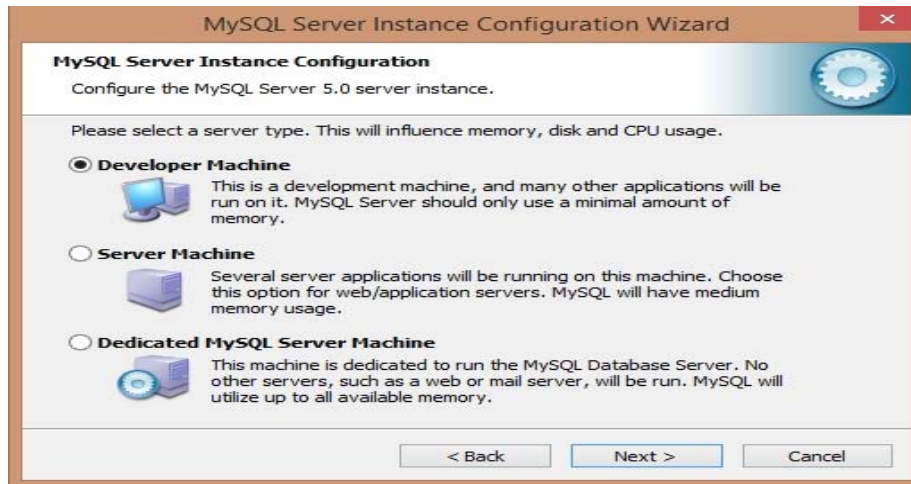 MySQL Server Instance Configuration Wizard
MySQL Server Instance Configuration
Configure the MySQL Server 5.0 server instance.
Please select a server type. This will influence memory, disk and CPU usage.
Developer Machine
This is a development machine, and many other applications will be
run on it. MySQL Server should only use a minimal amount of
memory.
Server Machine
Several server applications will be running on this machine. Choose
this option for web/application servers. MySQL will have medium
memory usage.
Dedicated MySQL Server Machine
This machine is dedicated to run the MySQL Database Server. No
other servers, such as a web or mail server, will be run. MySQL will
utilize up to all available memory.
< Back
Next >
Cancel